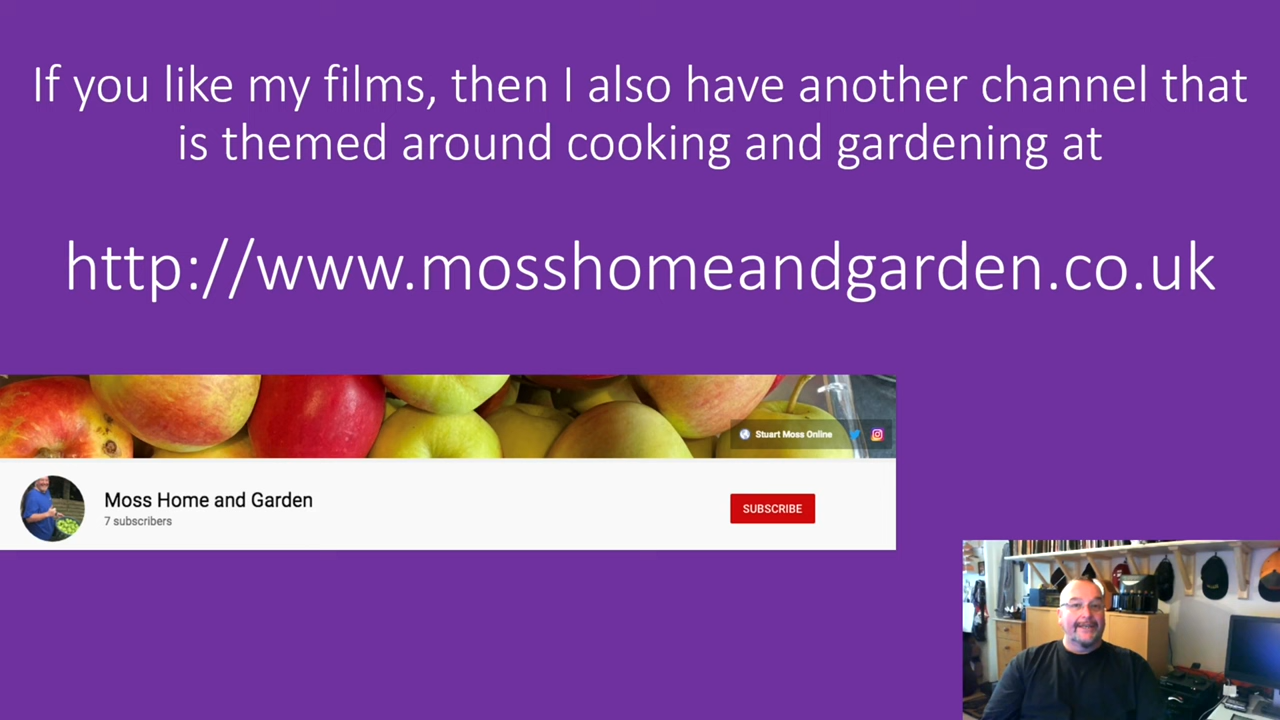 If you like my films, then I also have another channel that
is themed around cooking and gardening at
http://www.mosshomeandgarden.co.uk
Stuart Moss Online
Moss Home and Garden
7 subscribers
SUBSCRIBE